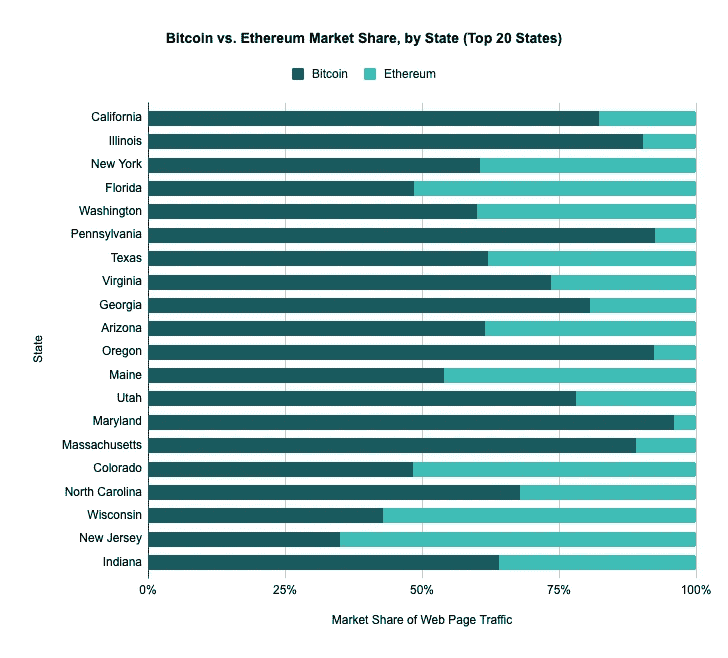 Bitcoin vs. Ethereum Market Share, by State (Top 20 States)
Bitcoin Ethereum
California
Illinois
New York
Florida
Washington
Pennsylvania
Texas
Virginia
Georgia
Arizona
Oregon
Maine
Utah
Maryland
Massachusetts
Colorado
North Carolina
Wisconsin
New Jersey
Indiana
State
0% 25% 50% 75% 100%
Market Share of Web Page Traffic